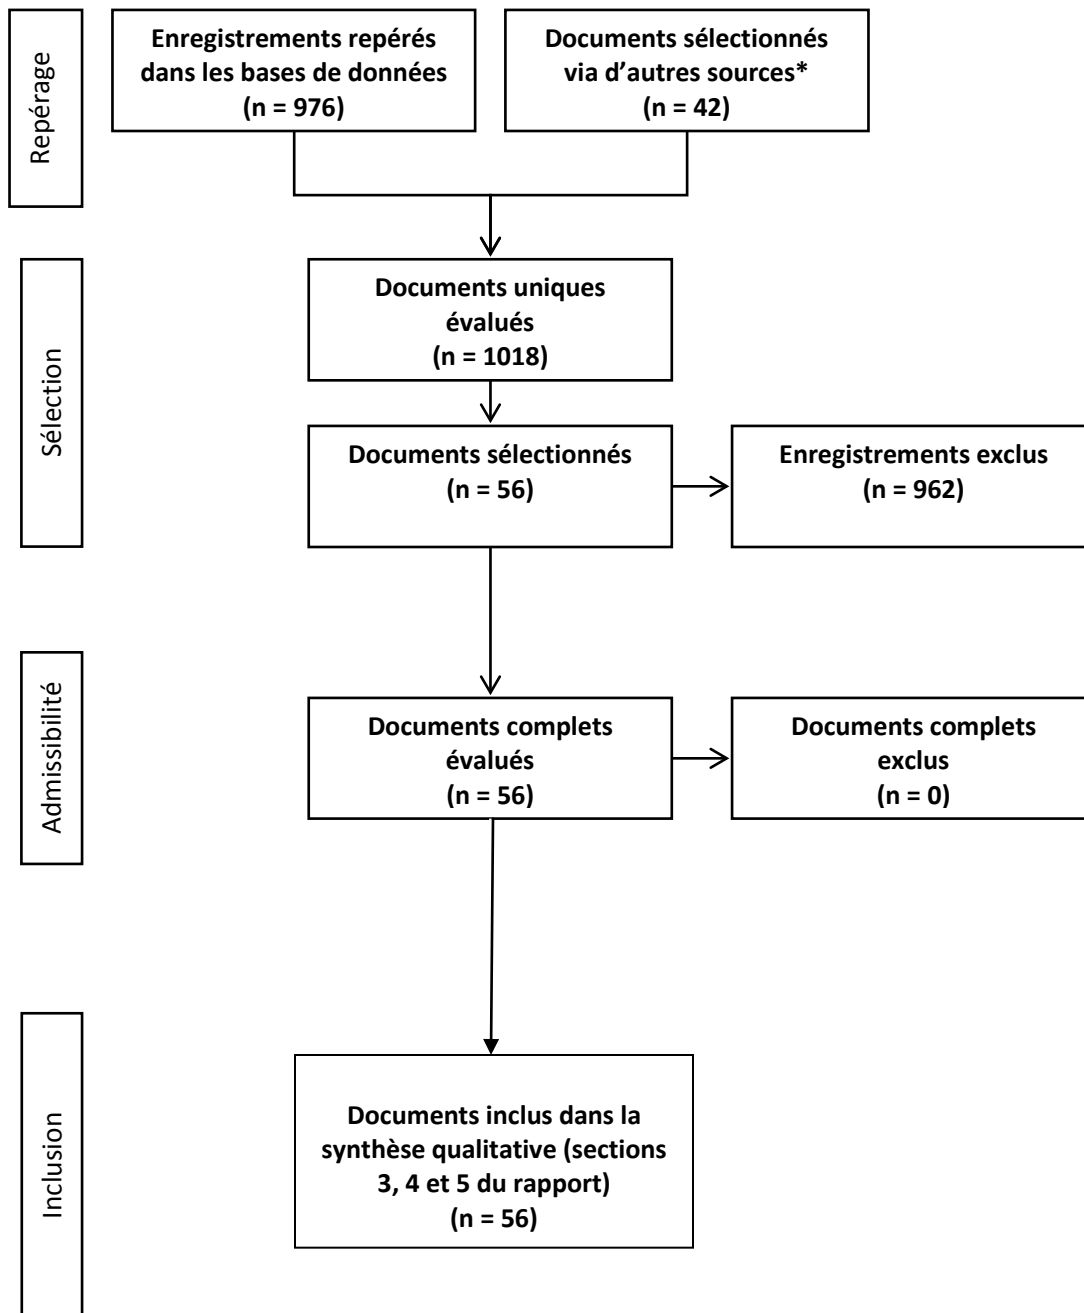 Repérage
Enregistrements repérés
dans les bases de données
(n = 976)
Documents sélectionnés
via d’autres sources*
(n = 42)
Sélection
Documents uniques
évalués
(n = 1018)
Documents sélectionnés
(n = 56)
Enregistrements exclus
(n = 962)
Admissibilité
Documents complets
évalués
(n = 56)
Documents complets
exclus
(n = 0)
Inclusion
Documents inclus dans la
synthèse qualitative (sections
3, 4 et 5 du rapport)
(n = 56)